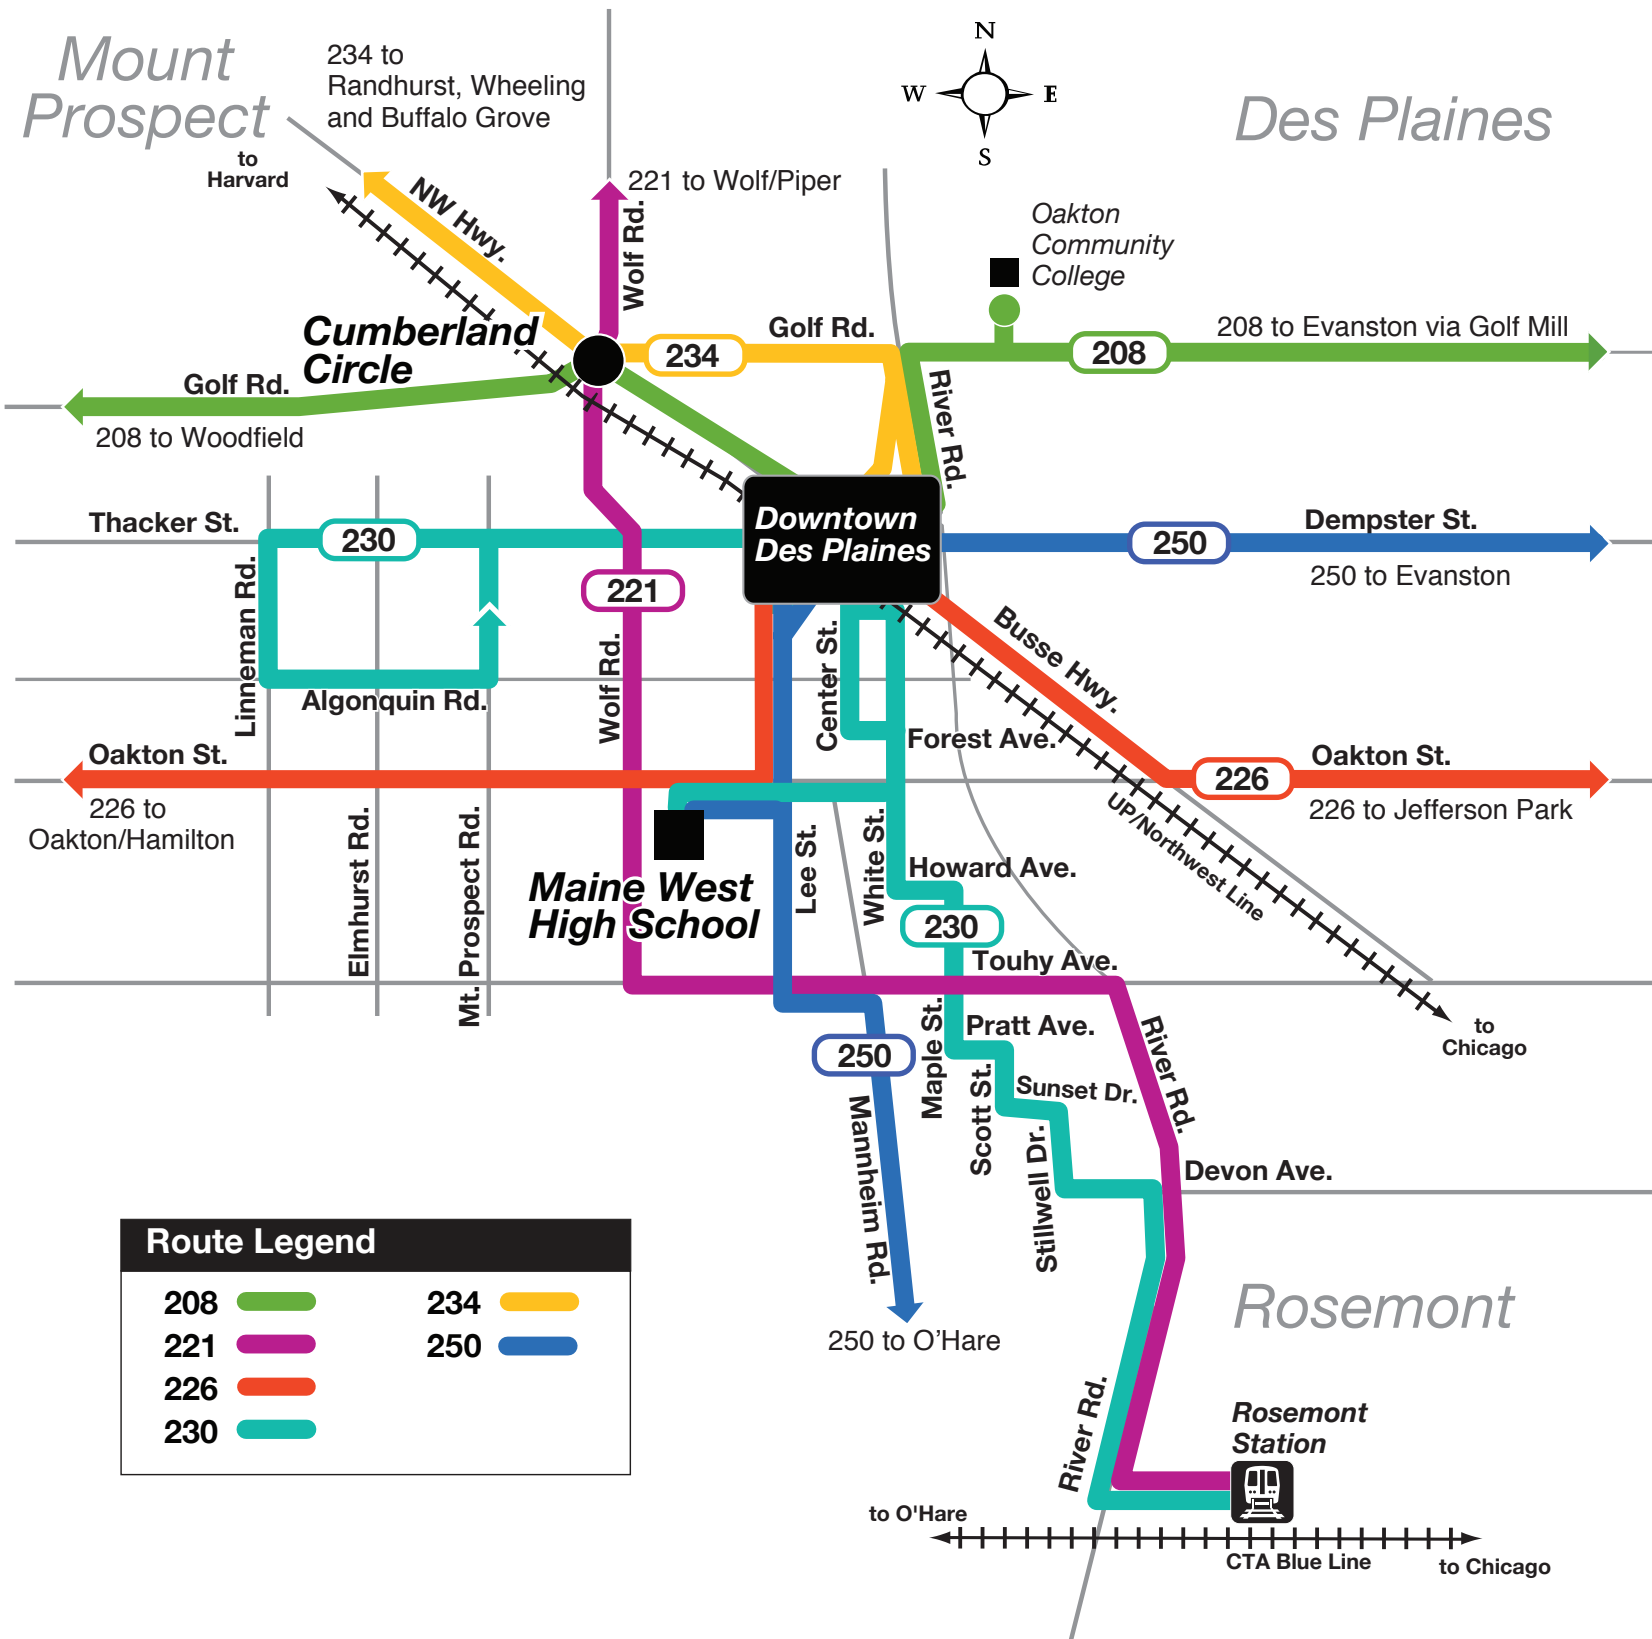 Mount
Prospect
234 to
Randhurst, Wheeling
and Buffalo Grove
N
W
E
S
Des Plaines
to
Harvard
NW Hwy.
221 to Wolf/Piper
Wolf Rd.
Oakton
Community
College
Cumberland
Circle
234
Golf Rd.
208
208 to Evanston via Golf Mill
Golf Rd.
208 to Woodfield
River Rd.
Thacker St.
230
Downtown
Des Plaines
250
Dempster St.
250 to Evanston
221
Linneman Rd.
Algonquin Rd.
Wolf Rd.
Center St.
Busse Hwy.
Forest Ave.
Oakton St.
226 to
Oakton/Hamilton
226
Oakton St.
226 to Jefferson Park
UP/Northwest Line
Elmhurst Rd.
Mt. Prospect Rd.
Maine West
High School
Lee St.
White St.
Howard Ave.
230
Touhy Ave.
Maple St.
Pratt Ave.
River Rd.
to
Chicago
250
Scott St.
Sunset Dr.
Mannheim Rd.
Stillwell Dr.
Devon Ave.
250 to O'Hare
Rosemont
Route Legend
208
234
221
250
226
230
River Rd.
Rosemont
Station
to O'Hare
CTA Blue Line
to Chicago